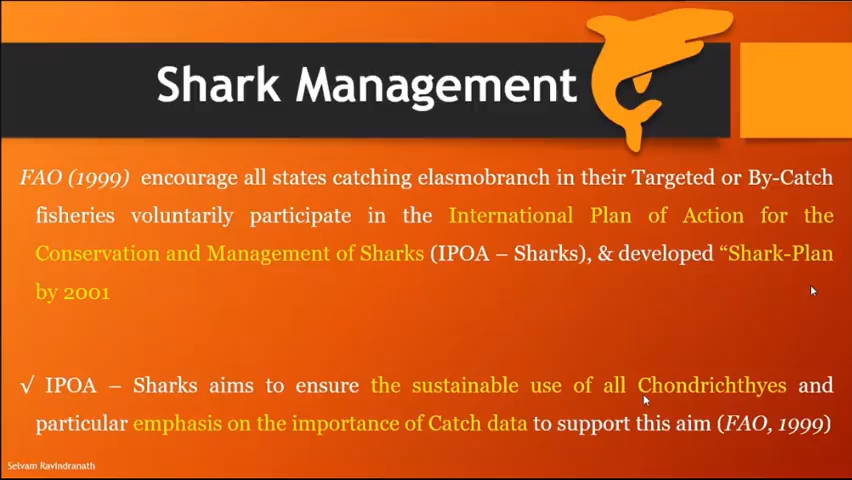 Shark Management
FAO (1999) encourage all states catching elasmobranch in their Targeted or By-Catch
fisheries voluntarily participate in the International Plan of Action for the
Conservation and Management of Sharks (IPOA – Sharks), & developed “Shark-Plan
by 2001
√ IPOA – Sharks aims to ensure the sustainable use of all Chondrichthyes and
particular emphasis on the importance of Catch data to support this aim (FAO, 1999)
Selvam Ravindranath